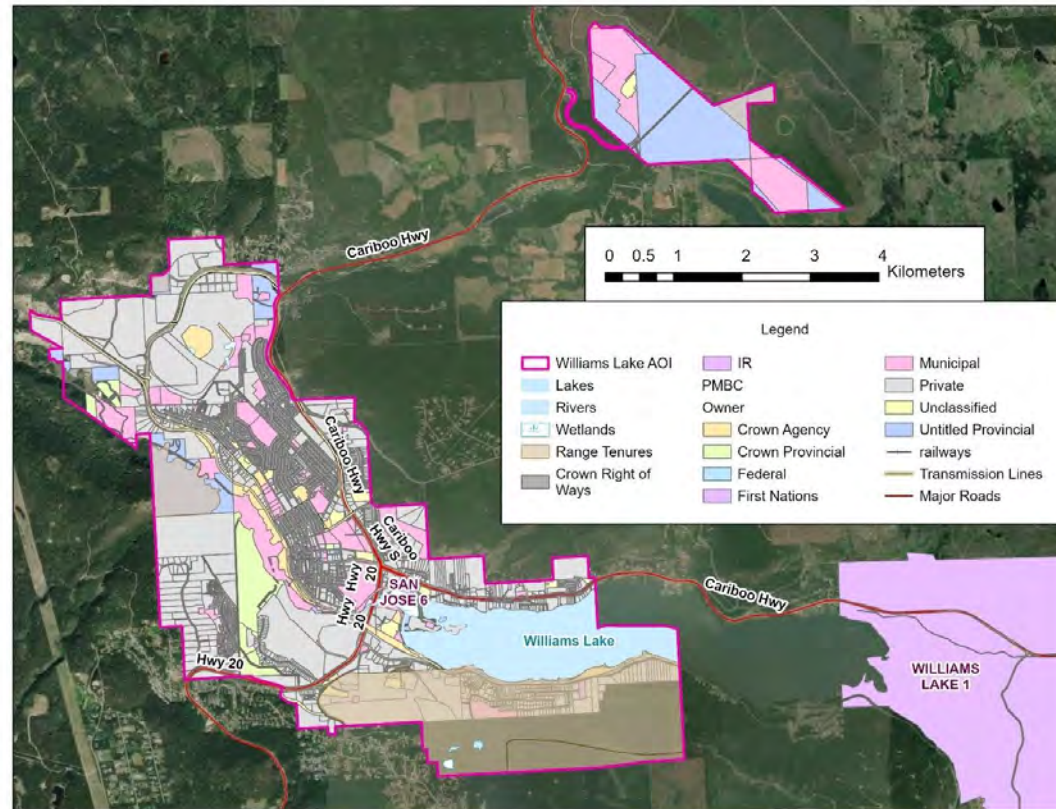 Cariboo Hwy
0 0.5 1 2 3 4
Kilometers
Legend
Williams Lake AOI
Lakes
Rivers
Wetlands
Range Tenures
Crown Right of
Ways
IR
PMBC
Owner
Crown Agency
Crown Provincial
Federal
First Nations
Municipal
Private
Unclassified
Untitled Provincial
railways
Transmission Lines
Major Roads
Cariboo Hwy
Cariboo
Hwy S
Hwy 20
Hwy 20
SAN
JOSE 6
Cariboo Hwy
Williams Lake
Hwy 20
WILLIAMS
LAKE 1